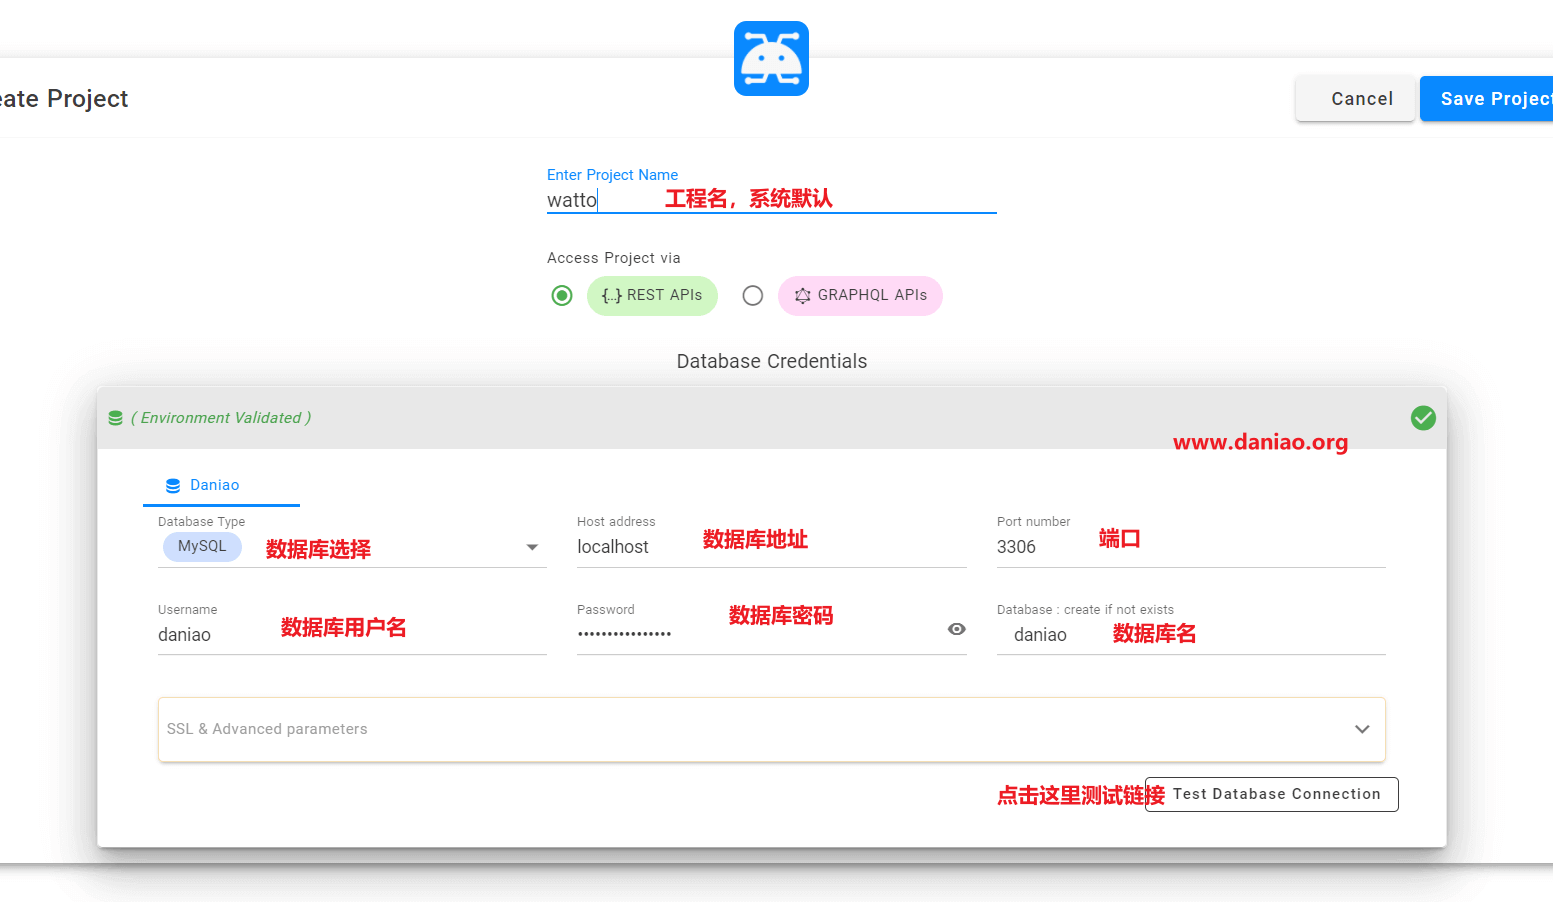 eate Project
Cancel
Save Project
Enter Project Name
watto
工程名，系统默认
Access Project via
{...} REST APIs
GRAPHQL APIs
Database Credentials
( Environment Validated )
www.daniao.org
Daniao
Database Type
MySQL
数据库选择
Host address
localhost
数据库地址
Port number
3306
端口
Username
daniao
数据库用户名
Password
••••••••••••••••
数据库密码
Database : create if not exists
daniao
数据库名
SSL & Advanced parameters
点击这里测试链接
Test Database Connection